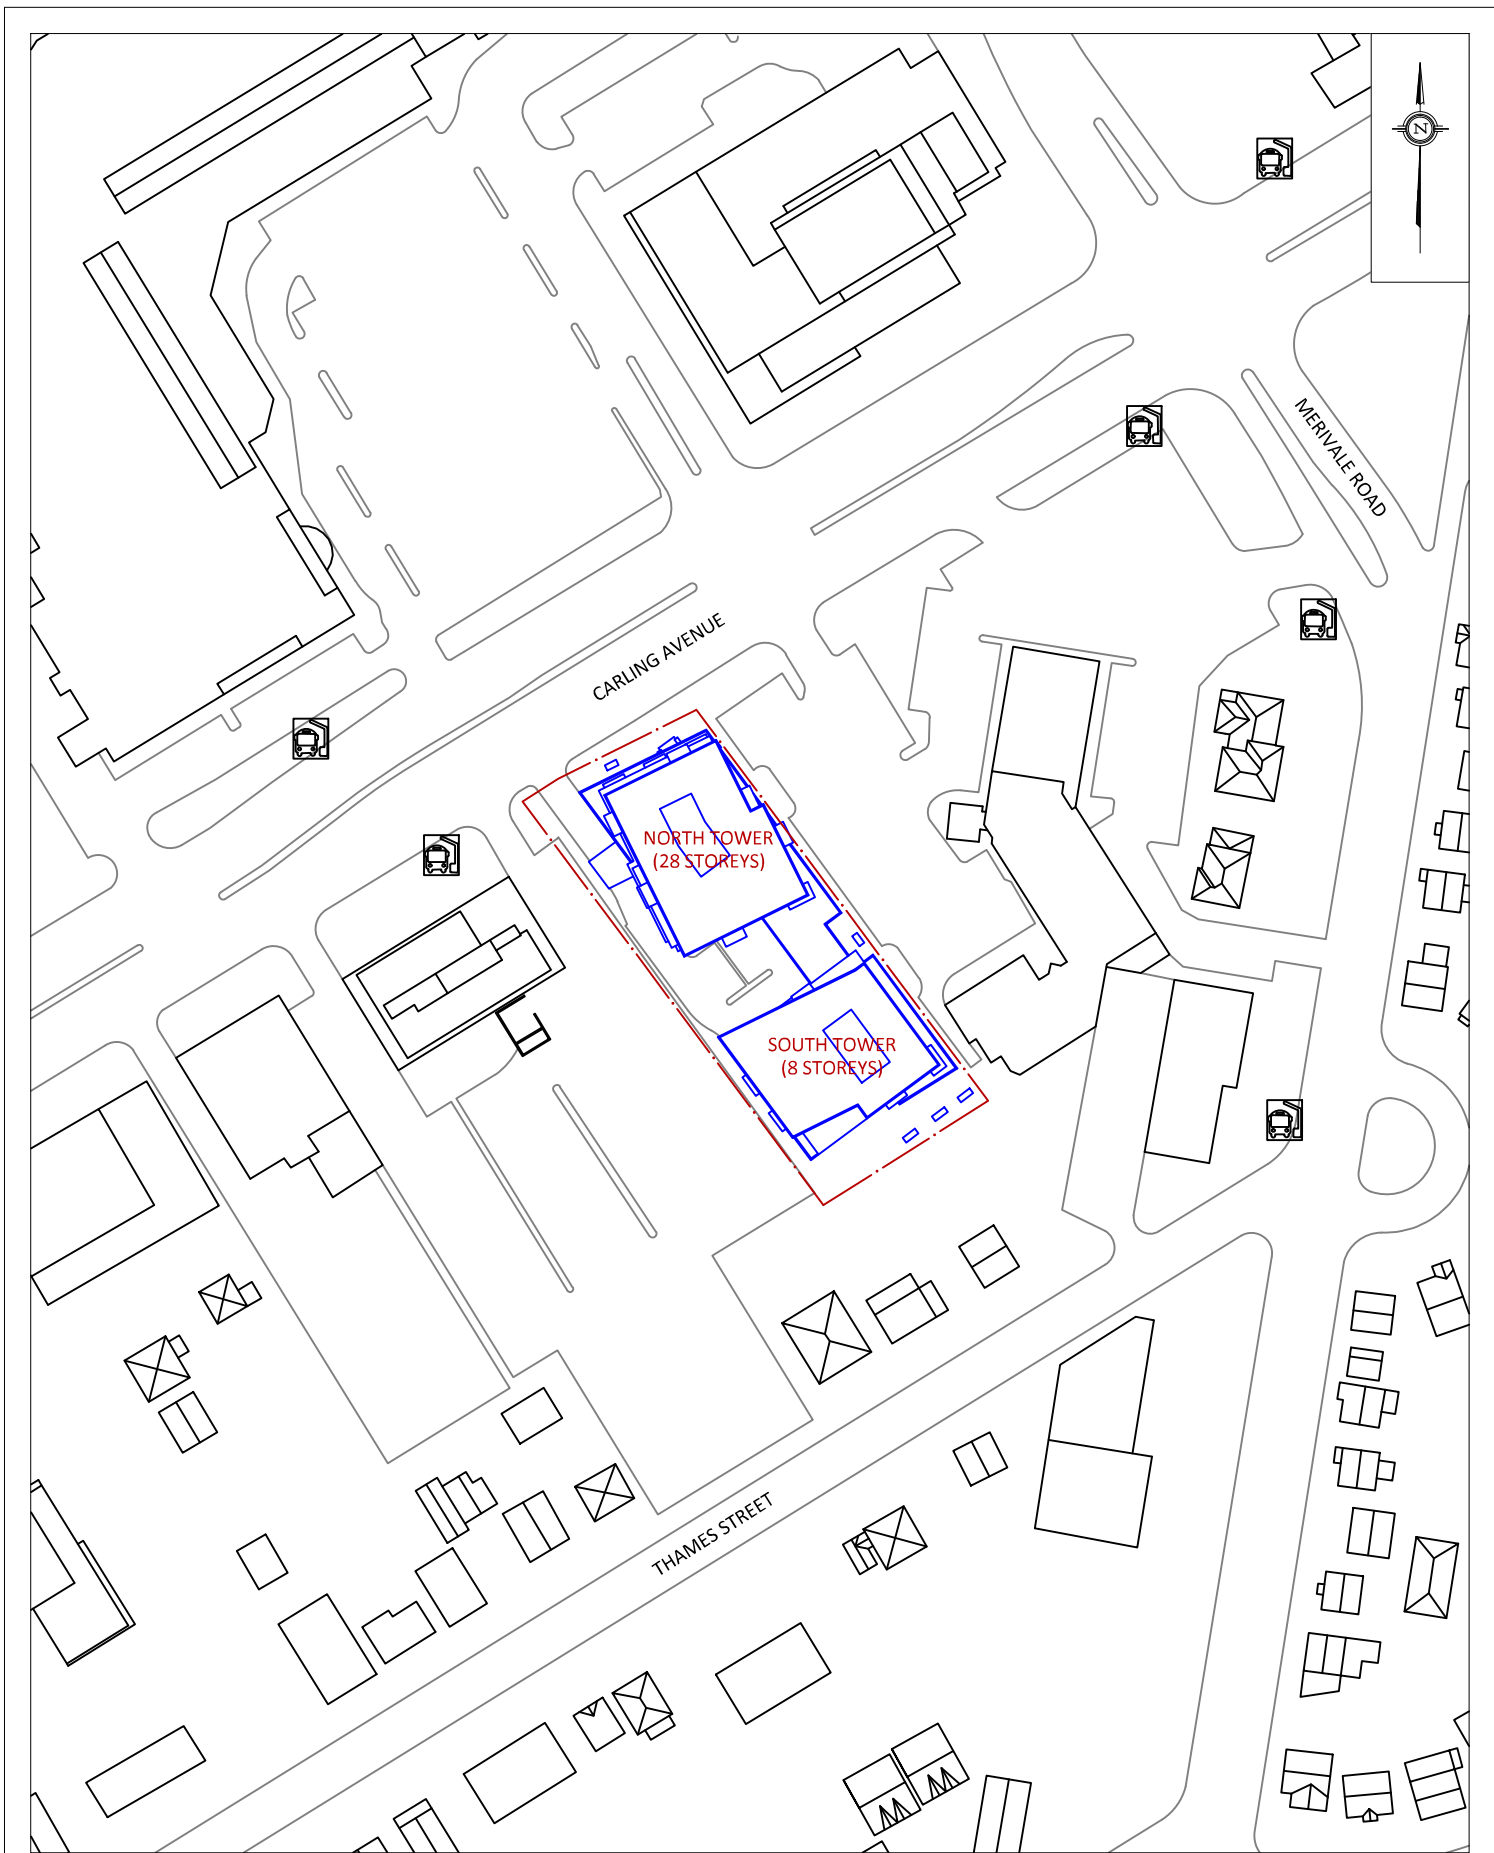 N
MERIVALE ROAD
CARLING AVENUE
NORTH TOWER
(28 STOREYS)
SOUTH TOWER
(8 STOREYS)
THAMES STREET